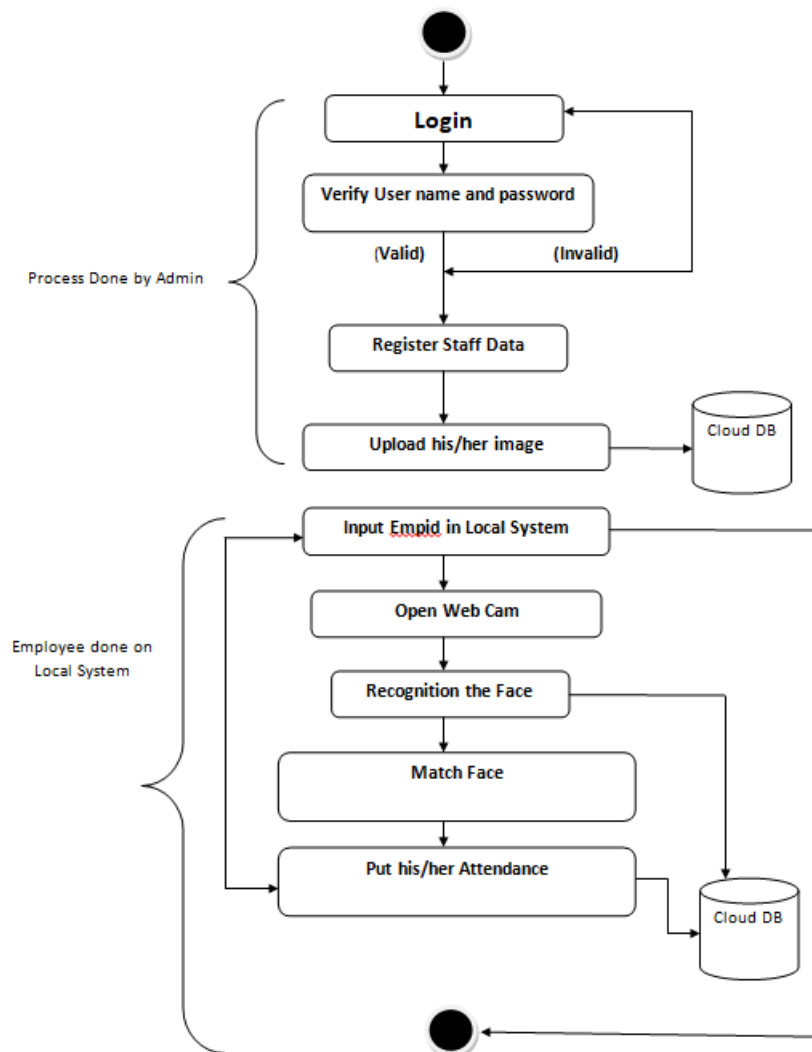 Login
Verify User name and password
(Valid)
(Invalid)
Process Done by Admin
Register Staff Data
Upload his/her image
Cloud DB
Input Empid in Local System
Open Web Cam
Employee done on
Local System
Recognition the Face
Match Face
Put his/her Attendance
Cloud DB